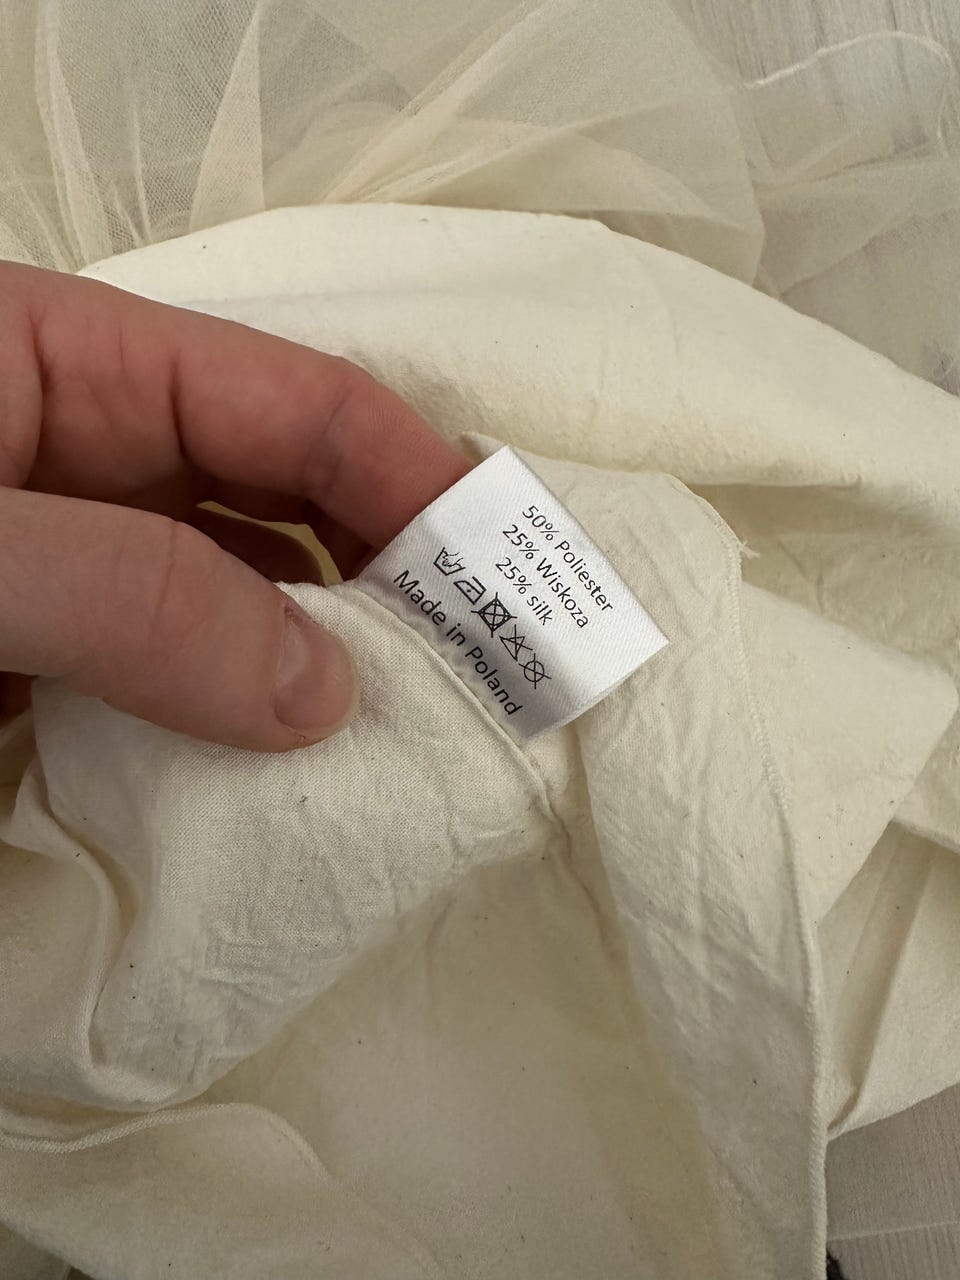 50% Poliester
25% Wiskoza
25% silk
Made in Poland